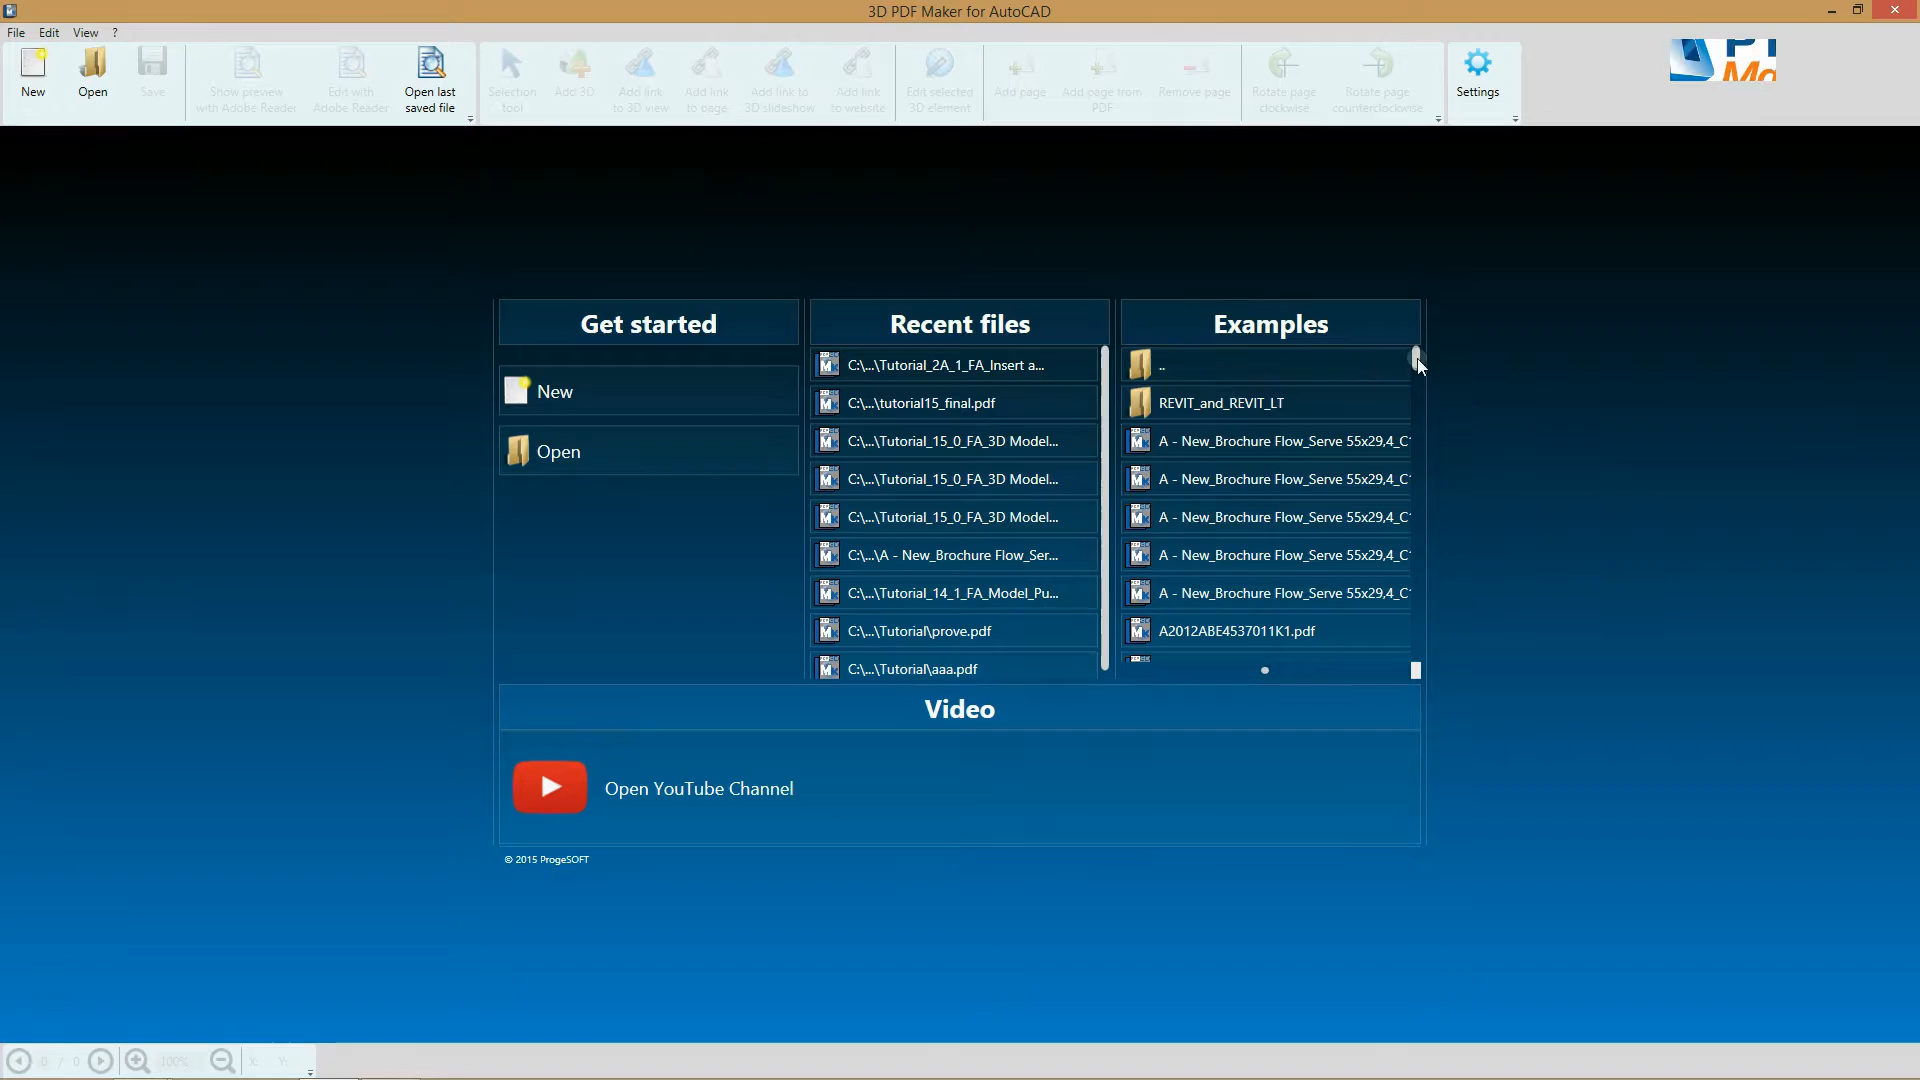 3D PDF Maker for AutoCAD
File Edit View ?
New
Open
Save
Show preview
with Adobe Reader
Edit with
Adobe Reader
Open last
saved file
Selection
tool
Add 3D
Add link
to 3D view
Add link
to page
Add link to
3D slideshow
Add link
to website
Edit selected
3D element
Add page
Add page from
PDF
Remove page
Rotate page
clockwise
Rotate page
counterclockwise
Settings
Get started
New
Open
Recent files
C:\...\Tutorial_2A_1_FA_Insert a...
C:\...\tutorial15_final.pdf
C:\...\Tutorial_15_0_FA_3D Model...
C:\...\Tutorial_15_0_FA_3D Model...
C:\...\Tutorial_15_0_FA_3D Model...
C:\...\A - New_Brochure Flow_Ser...
C:\...\Tutorial_14_1_FA_Model_Pu...
C:\...\Tutorial\prove.pdf
C:\...\Tutorial\aaa.pdf
Examples
..
REVIT_and_REVIT_LT
A - New_Brochure Flow_Serve 55x29,4_C
A - New_Brochure Flow_Serve 55x29,4_C
A - New_Brochure Flow_Serve 55x29,4_C
A - New_Brochure Flow_Serve 55x29,4_C
A - New_Brochure Flow_Serve 55x29,4_C
A2012ABE4537011K1.pdf
Video
Open YouTube Channel
© 2015 ProgeSOFT
0 / 0 100% X: Y: